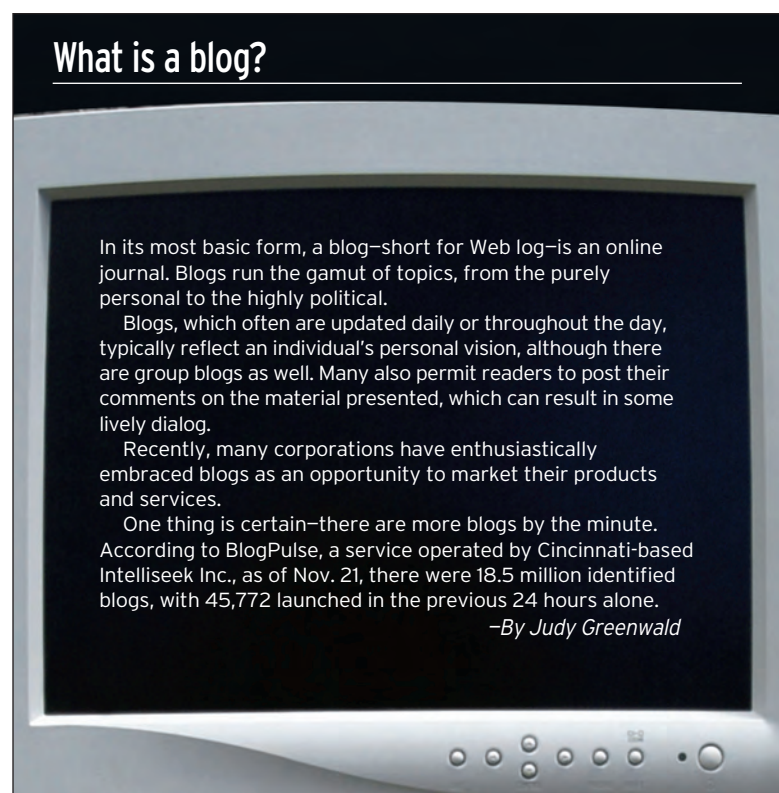 What is a blog?
In its most basic form, a blog—short for Web log—is an online
journal. Blogs run the gamut of topics, from the purely
personal to the highly political.
Blogs, which often are updated daily or throughout the day,
typically reflect an individual's personal vision, although there
are group blogs as well. Many also permit readers to post their
comments on the material presented, which can result in some
lively dialog.
Recently, many corporations have enthusiastically
embraced blogs as an opportunity to market their products
and services.
One thing is certain—there are more blogs by the minute.
According to BlogPulse, a service operated by Cincinnati-based
Intelliseek Inc., as of Nov. 21, there were 18.5 million identified
blogs, with 45,772 launched in the previous 24 hours alone.
—By Judy Greenwald